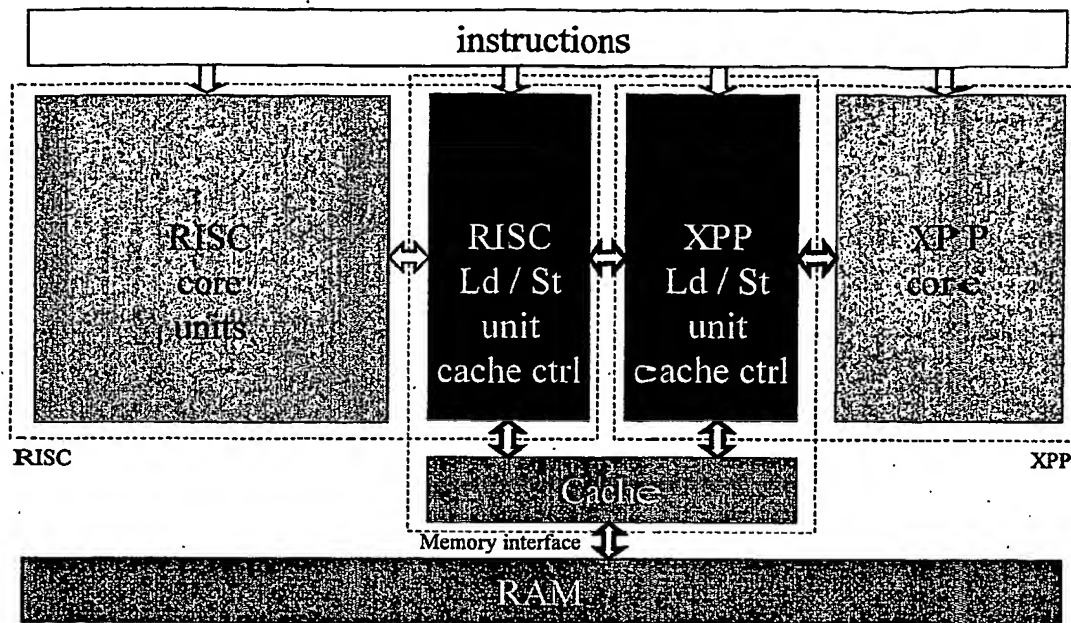 instructions
RISC
core
units
RISC
Ld / St
unit
cache ctrl
XPP
Ld / St
unit
cache ctrl
XPP
core
RISC
XPP
Cache
Memory interface
RAM